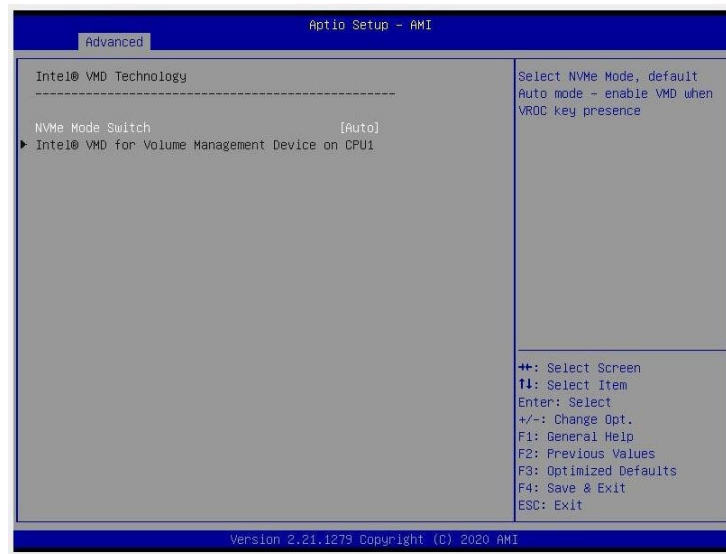 Aptio Setup – AMI
Advanced
Intel® VMD Technology
--------------------------------------------------
NVMe Mode Switch [Auto]
Intel® VMD for Volume Management Device on CPU1
Select NVMe Mode, default
Auto mode – enable VMD when
VROC key presence
→←: Select Screen
↑↓: Select Item
Enter: Select
+/-: Change Opt.
F1: General Help
F2: Previous Values
F3: Optimized Defaults
F4: Save & Exit
ESC: Exit
Version 2.21.1279 Copyright (C) 2020 AMI